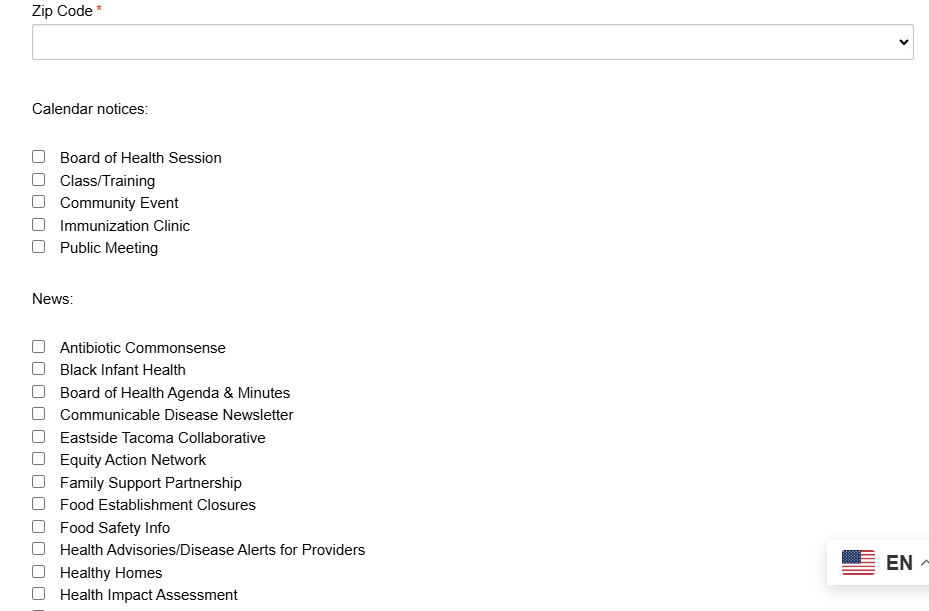 Zip Code *
Calendar notices:
Board of Health Session
Class/Training
Community Event
Immunization Clinic
Public Meeting
News:
Antibiotic Commonsense
Black Infant Health
Board of Health Agenda & Minutes
Communicable Disease Newsletter
Eastside Tacoma Collaborative
Equity Action Network
Family Support Partnership
Food Establishment Closures
Food Safety Info
Health Advisories/Disease Alerts for Providers
Healthy Homes
Health Impact Assessment
EN